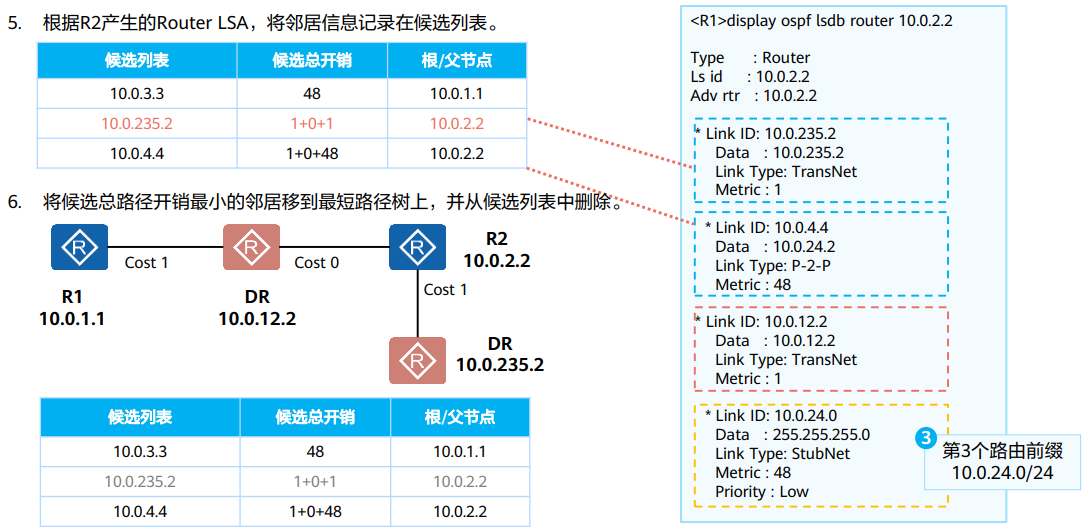 5. 根据R2产生的Router LSA，将邻居信息记录在候选列表。
候选列表 候选总开销 根/父节点
10.0.3.3 48 10.0.1.1
10.0.235.2 1+0+1 10.0.2.2
10.0.4.4 1+0+48 10.0.2.2
6. 将候选总路径开销最小的邻居移到最短路径树上，并从候选列表中删除。
R R R
Cost 1 Cost 0
R2
10.0.2.2
R1
10.0.1.1
DR
10.0.12.2
Cost 1
R
DR
10.0.235.2
候选列表 候选总开销 根/父节点
10.0.3.3 48 10.0.1.1
10.0.235.2 1+0+1 10.0.2.2
10.0.4.4 1+0+48 10.0.2.2
<R1>display ospf lsdb router 10.0.2.2
Type : Router
Ls id : 10.0.2.2
Adv rtr : 10.0.2.2
* Link ID: 10.0.235.2
Data : 10.0.235.2
Link Type: TransNet
Metric : 1
* Link ID: 10.0.4.4
Data : 10.0.24.2
Link Type: P-2-P
Metric : 48
* Link ID: 10.0.12.2
Data : 10.0.12.2
Link Type: TransNet
Metric : 1
* Link ID: 10.0.24.0
Data : 255.255.255.0
Link Type: StubNet
Metric : 48
Priority : Low
3
第3个路由前缀
10.0.24.0/24